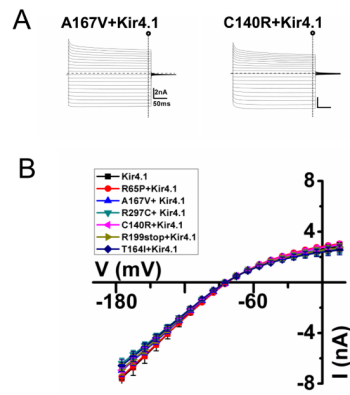 A
A167V+Kir4.1 C140R+Kir4.1
2nA
50ms
B
Kir4.1
R65P+Kir4.1
A167V+ Kir4.1
R297C+ Kir4.1
C140R+Kir4.1
R199stop+Kir4.1
T164I+Kir4.1
8
4
V (mV)
-180 -60
-4
-8
I (nA)